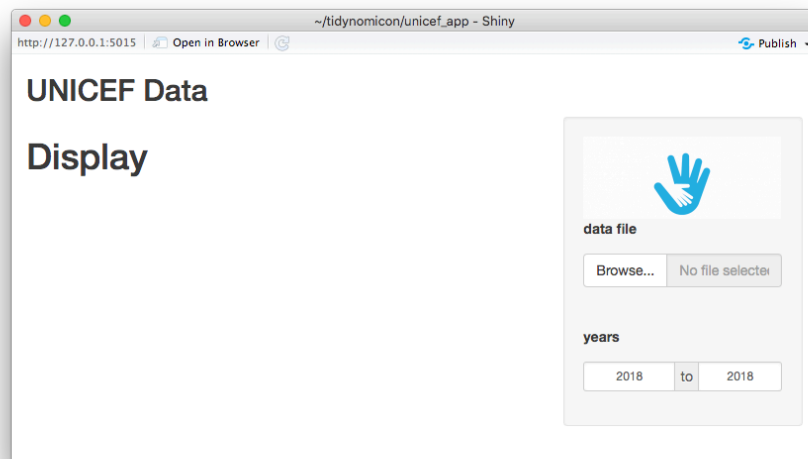 ~/tidynomicon/unicef_app - Shiny
http://127.0.0.1:5015 Open in Browser Publish
UNICEF Data
Display
data file
Browse... No file selected
years
2018 to 2018